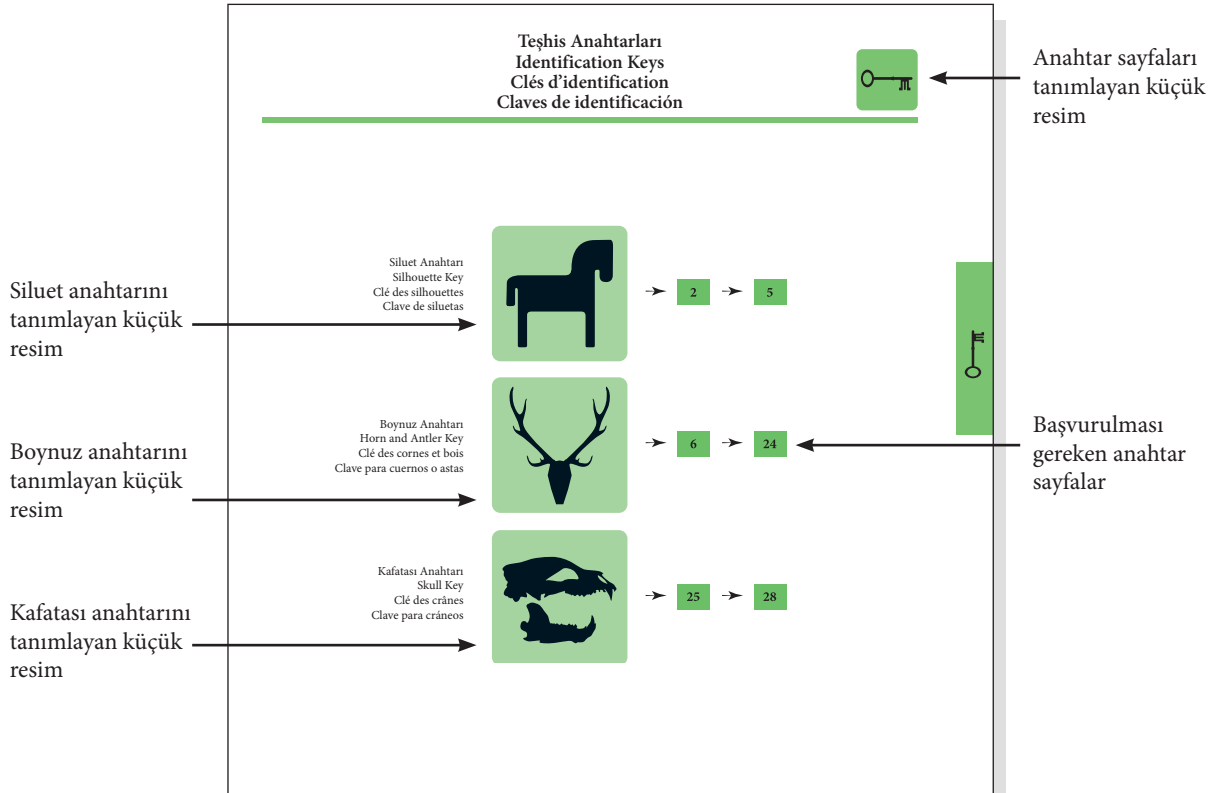 Teşhis Anahtarları
Identification Keys
Clés d’identification
Claves de identificación
Anahtar sayfaları
tanımlayan küçük
resim
Siluet anahtarını
tanımlayan küçük
resim
Siluet Anahtarı
Silhouette Key
Clé des silhouettes
Clave de siluetas
2
5
Boynuz anahtarını
tanımlayan küçük
resim
Boynuz Anahtarı
Horn and Antler Key
Clé des cornes et bois
Clave para cuernos o astas
6
24
Başvurulması
gereken anahtar
sayfalar
Kafatası anahtarını
tanımlayan küçük
resim
Kafatası Anahtarı
Skull Key
Clé des crânes
Clave para cráneos
25
28